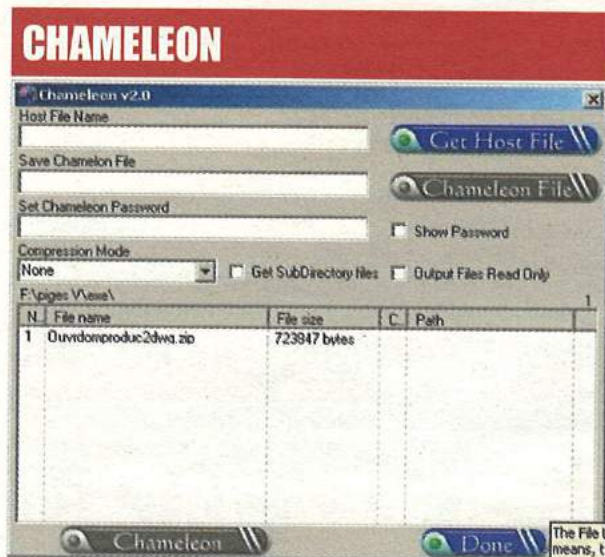 CHAMELEON
Chameleon v2.0
Host File Name
Get Host File
Save Chamelon File
Chameleon File
Set Chameleon Password
Show Password
Compression Mode
None
Get SubDirectory files
Output Files Read Only
F:\piges V\exe\
1
N File name File size C Path
1 Ouvrdomproduc2dwg.zip 723847 bytes
Chameleon
Done
The File
means,